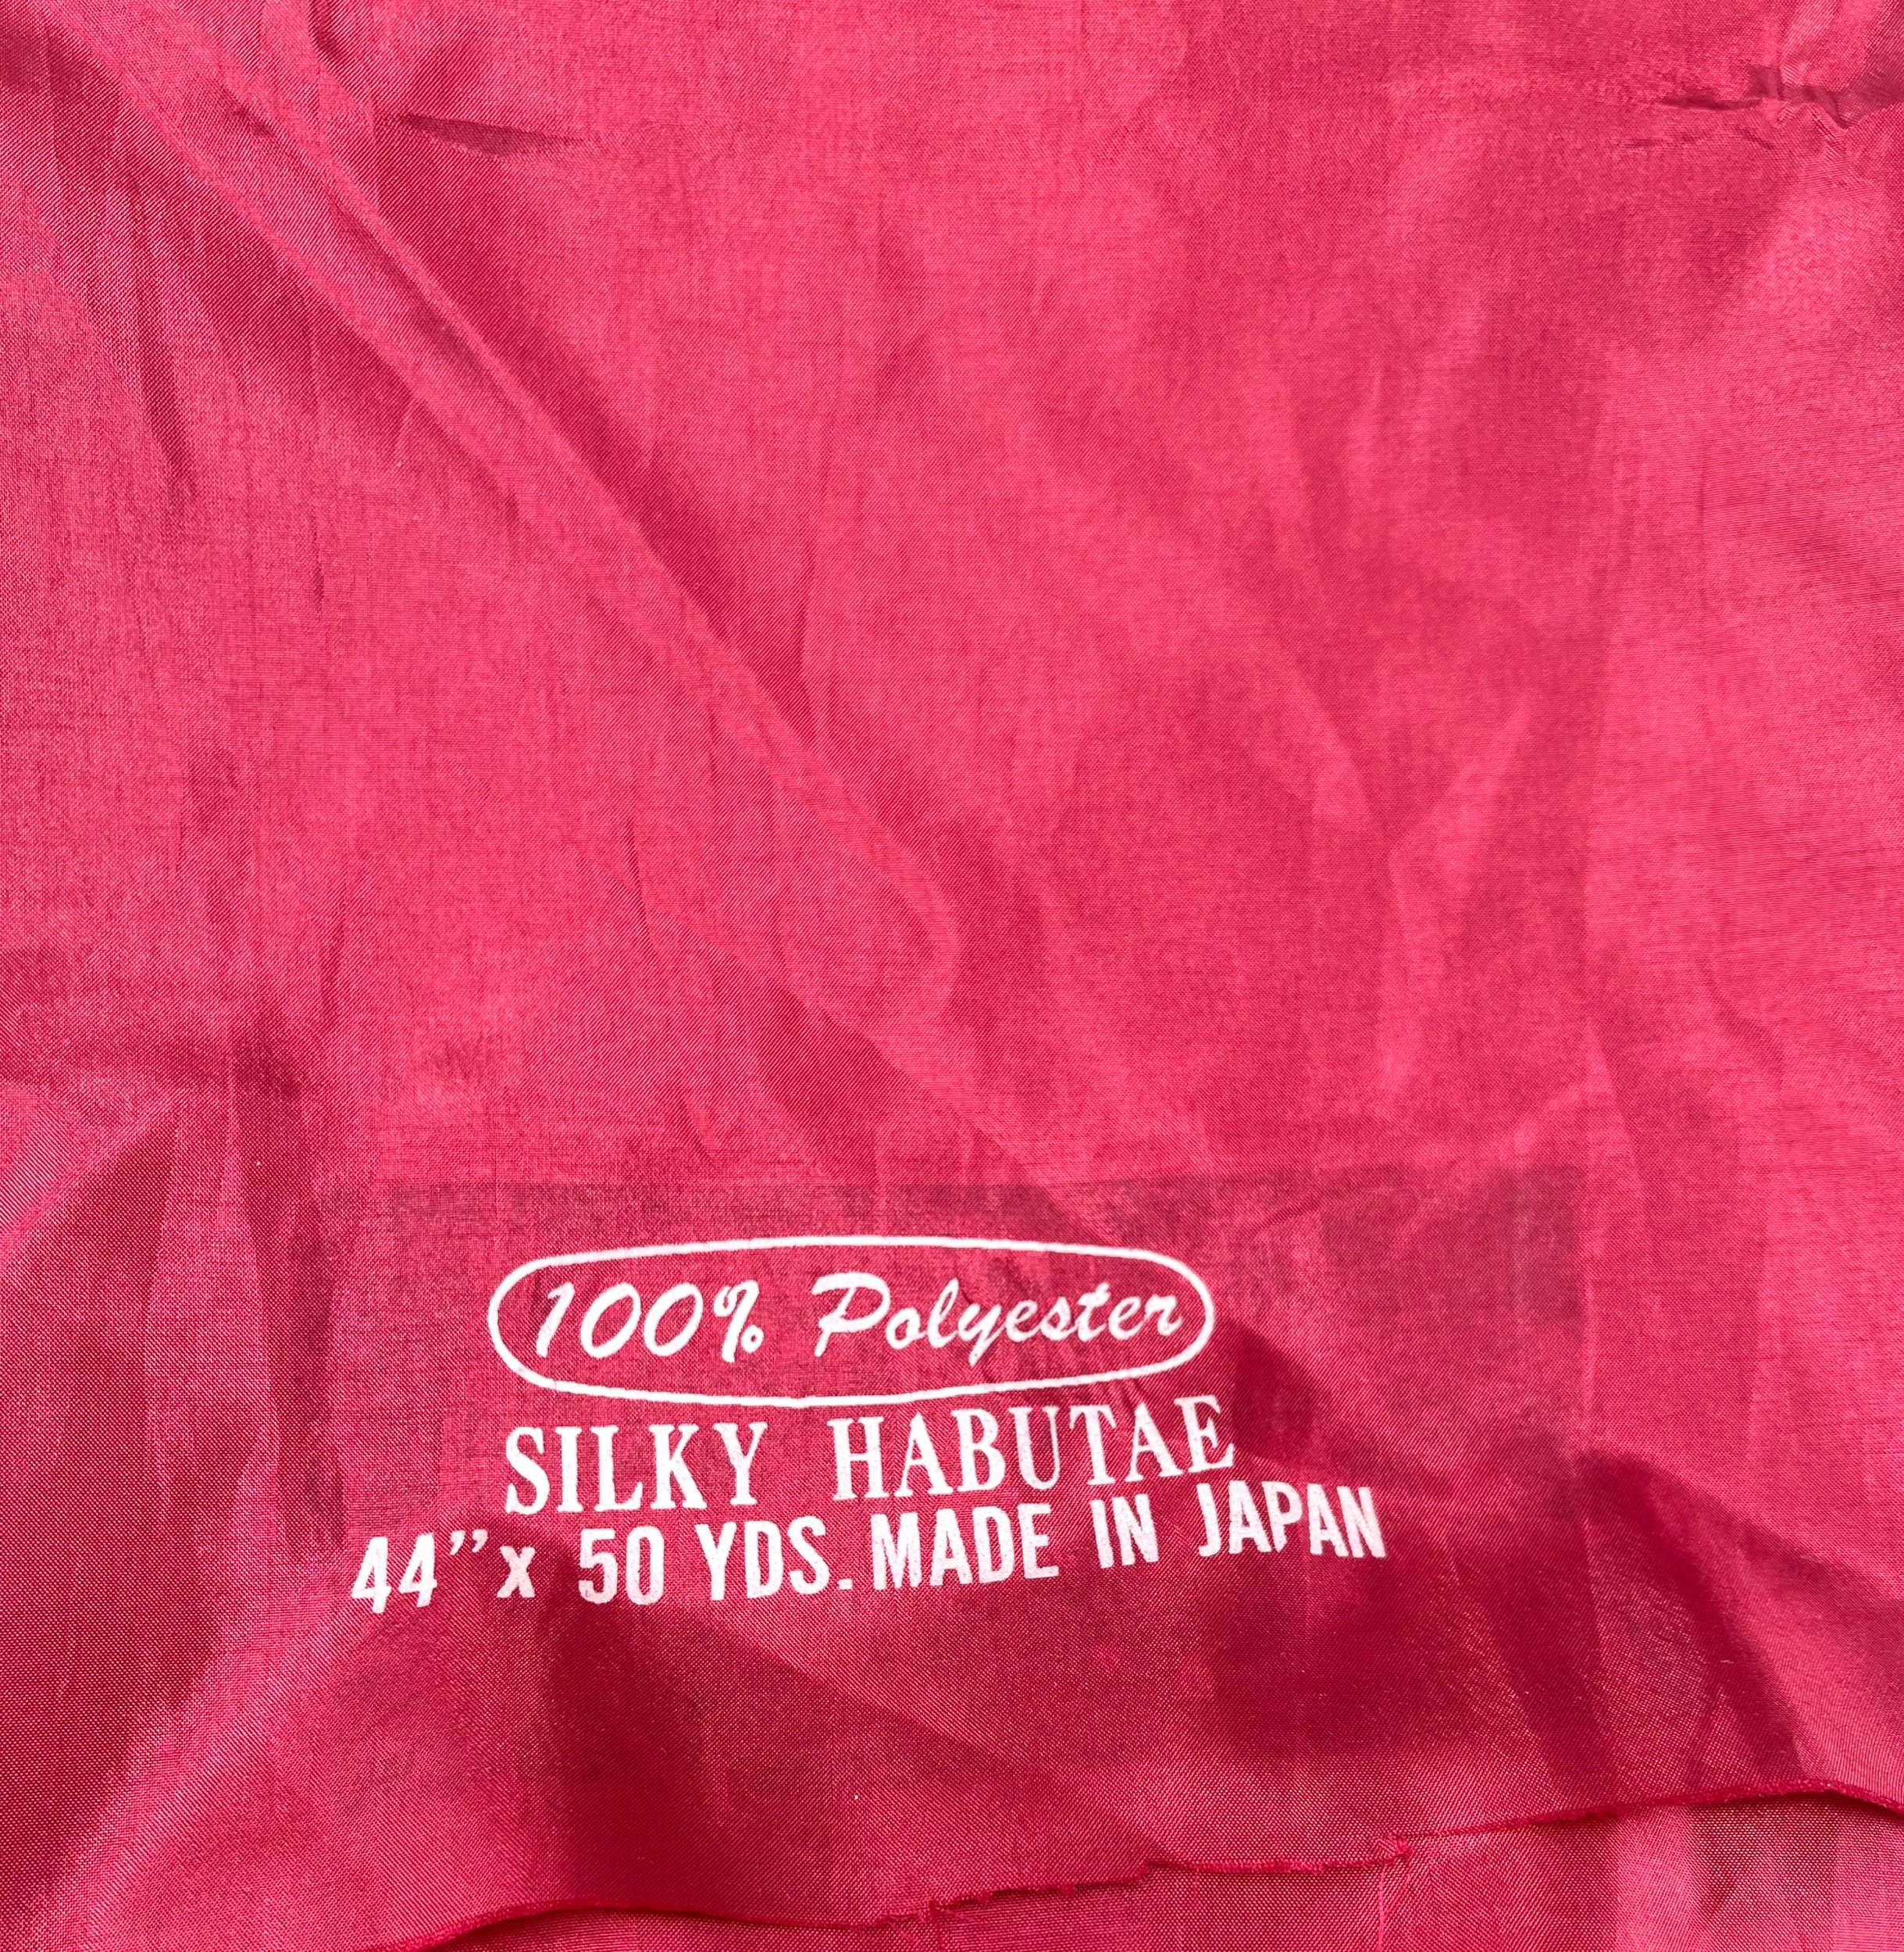 100% Polyester
SILKY HABUTAE
44” x 50 YDS. MADE IN JAPAN